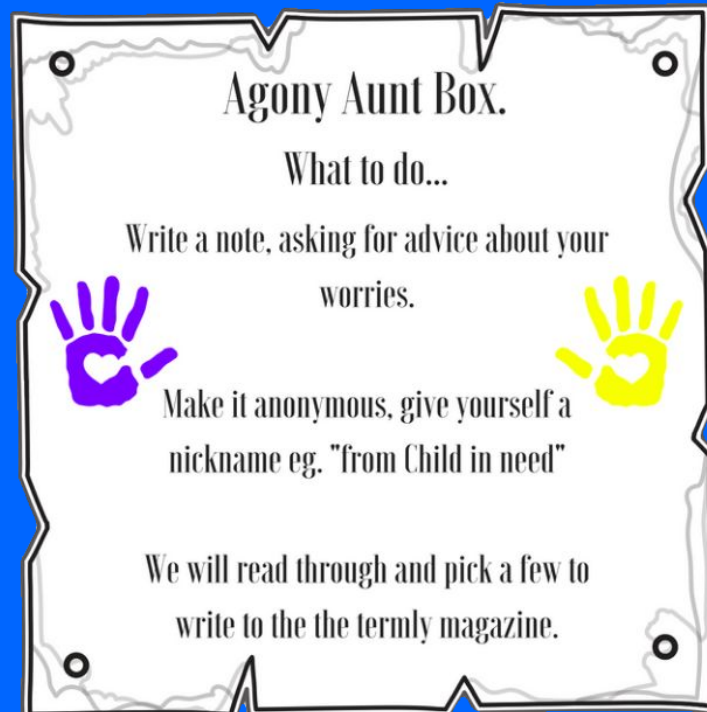 Agony Aunt Box.
What to do...
Write a note, asking for advice about your
worries.
Make it anonymous, give yourself a
nickname eg. "from Child in need"
We will read through and pick a few to
write to the the termly magazine.